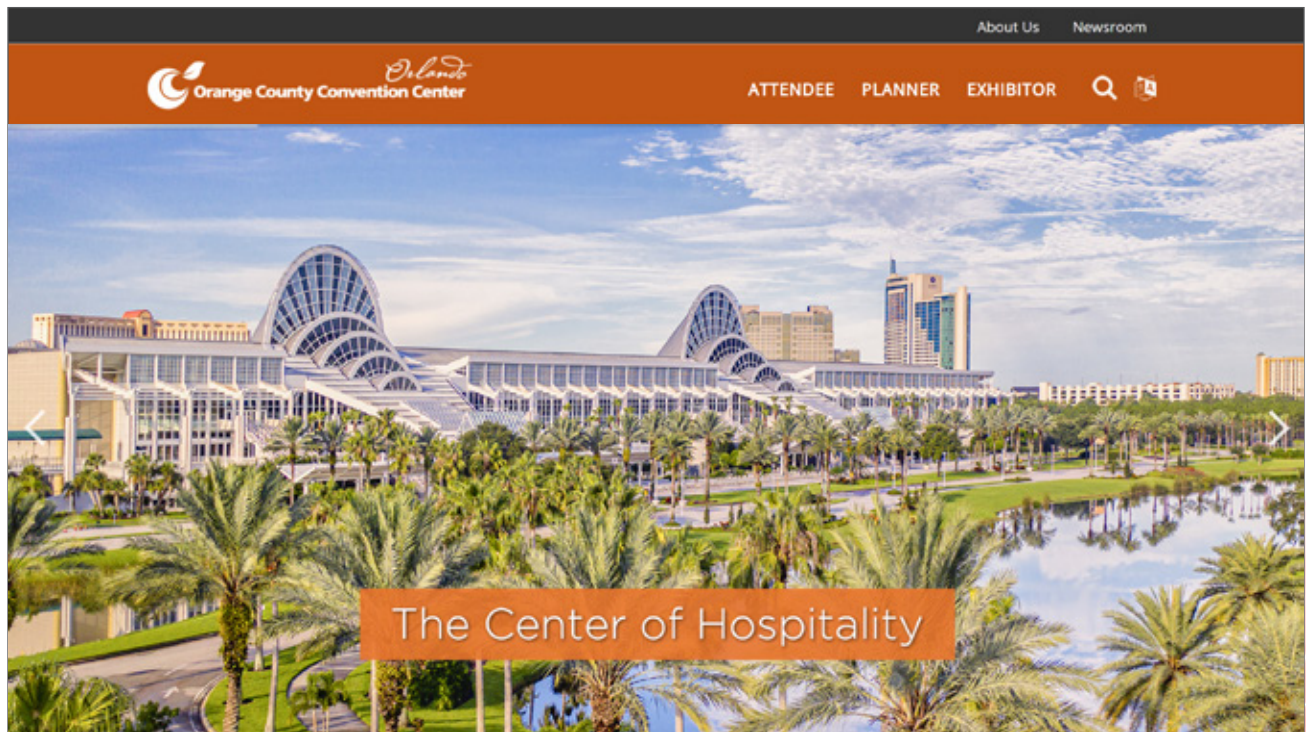 About Us Newsroom
Orlando
Orange County Convention Center
ATTENDEE PLANNER EXHIBITOR
The Center of Hospitality